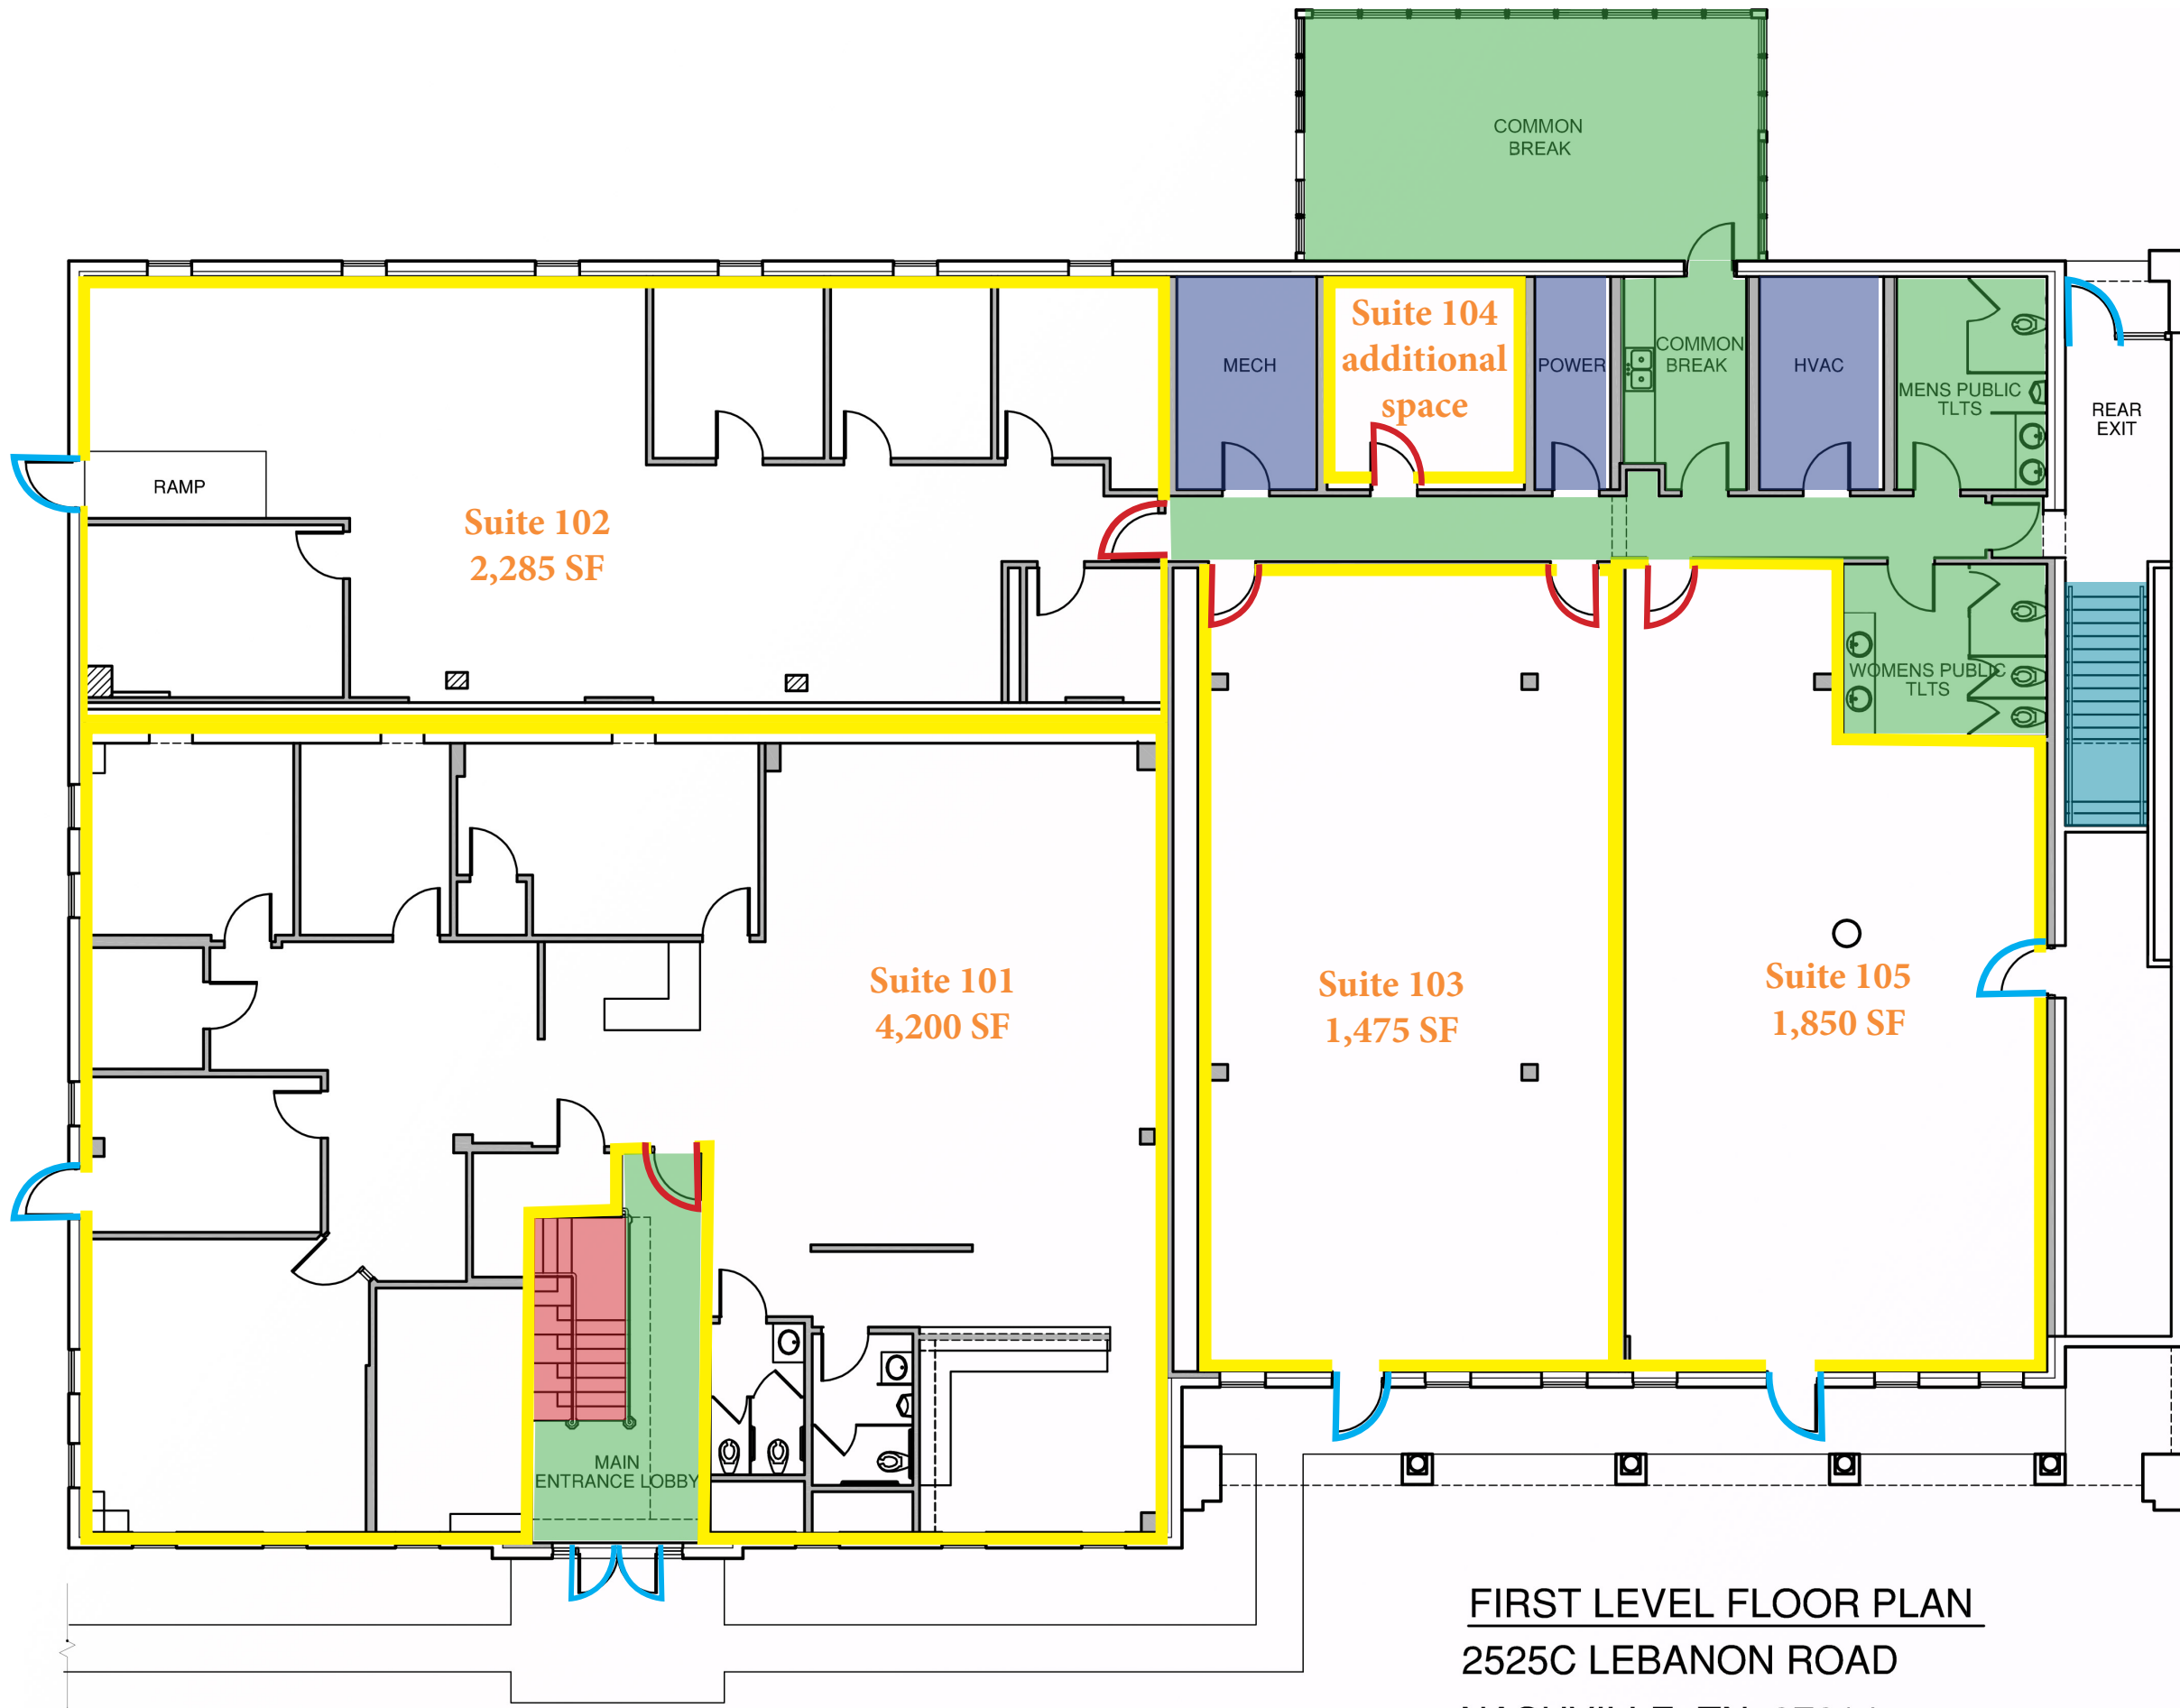 COMMON
BREAK
Suite 104
additional
space
MECH
POWER
COMMON
BREAK
HVAC
MENS PUBLIC
TLTS
REAR
EXIT
RAMP
Suite 102
2,285 SF
WOMENS PUBLIC
TLTS
Suite 101
4,200 SF
Suite 103
1,475 SF
Suite 105
1,850 SF
MAIN
ENTRANCE LOBBY
FIRST LEVEL FLOOR PLAN
2525C LEBANON ROAD